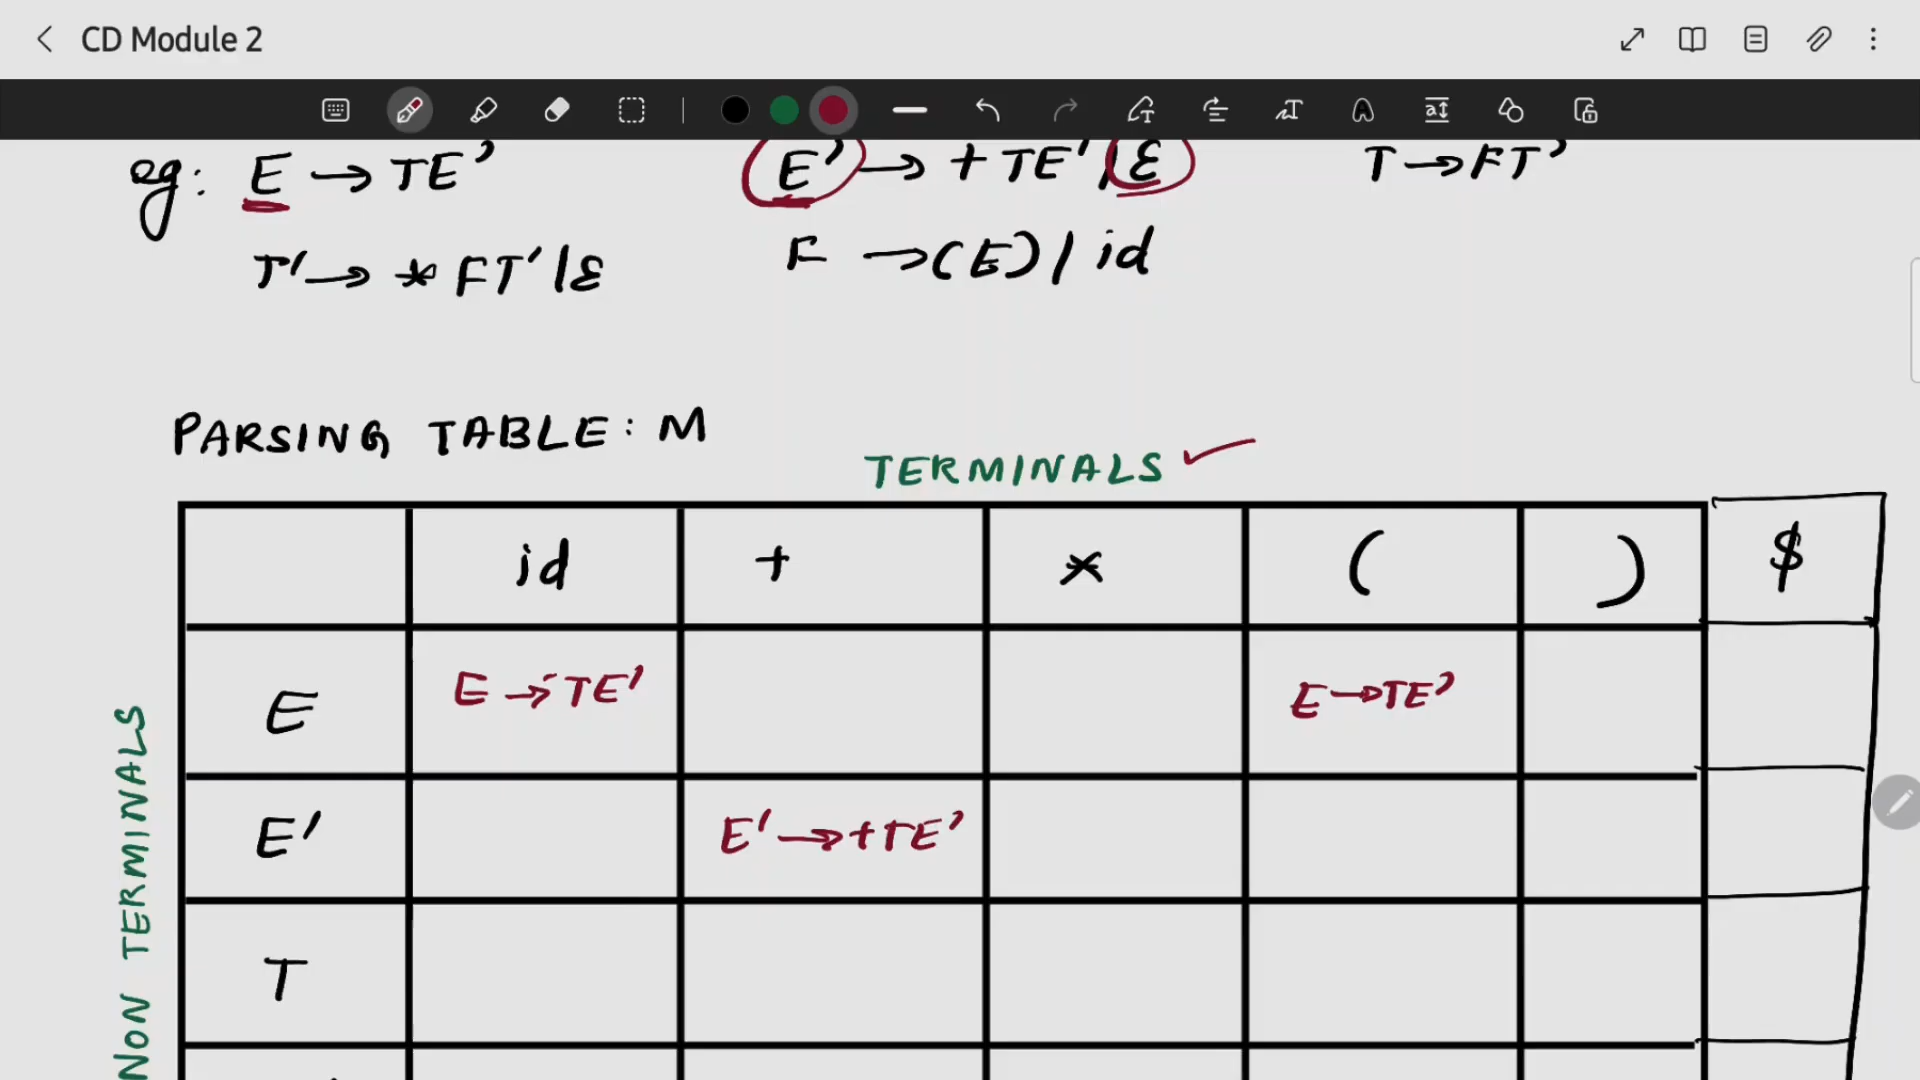 CD Module 2
eg: E → TE' E' → +TE' | ε T → FT'
T' → *FT' | ε F → (E) | id
PARSING TABLE: M
TERMINALS ✓
id + * ( ) $
E E → TE' E → TE'
E' E' → +TE'
T
NON TERMINALS